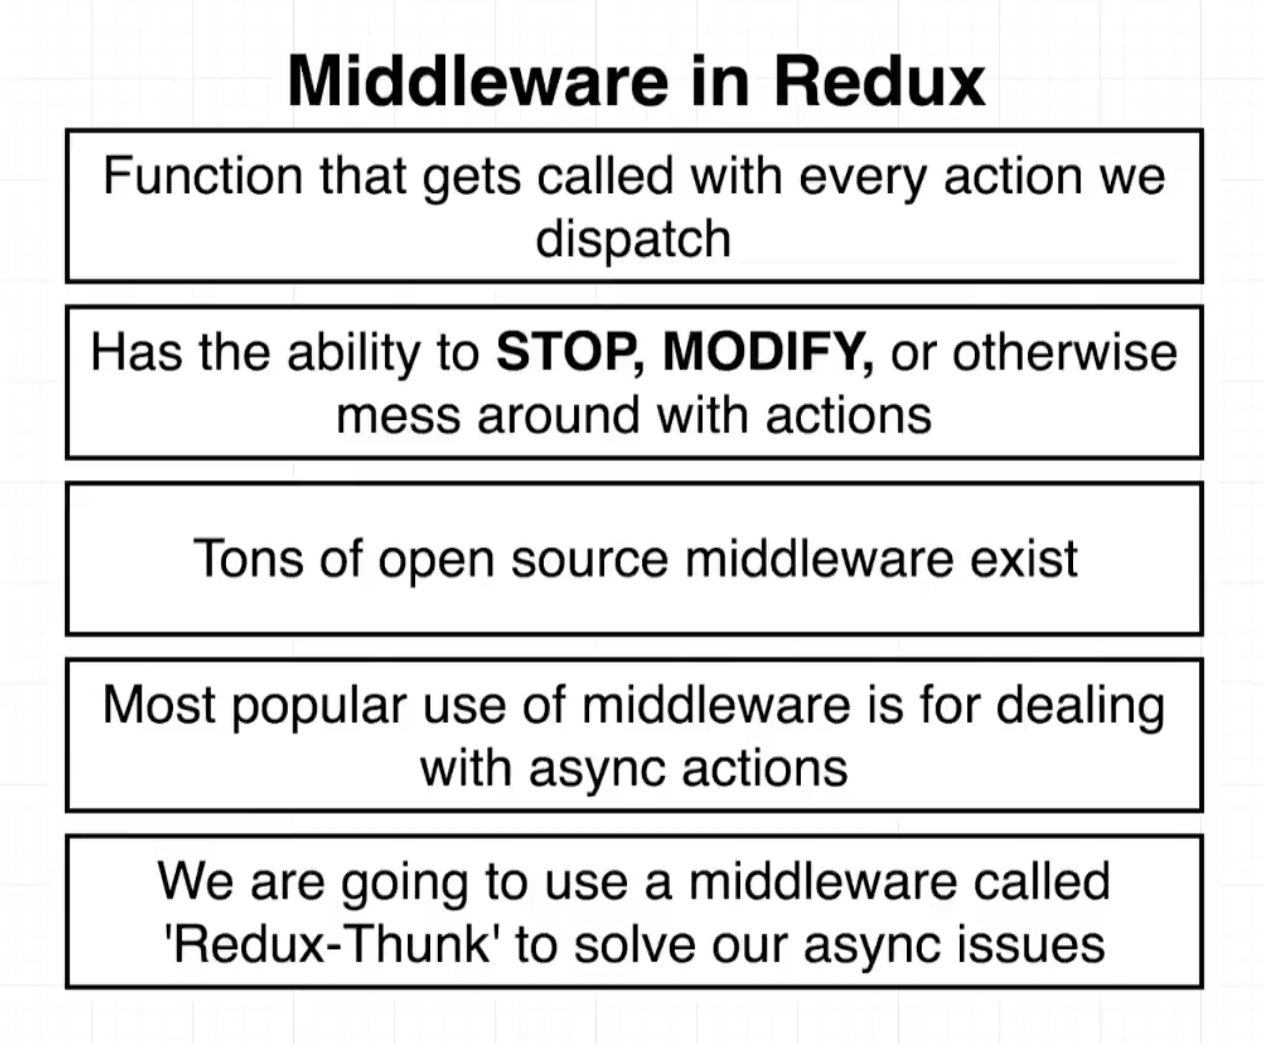 Middleware in Redux
Function that gets called with every action we
dispatch
Has the ability to STOP, MODIFY, or otherwise
mess around with actions
Tons of open source middleware exist
Most popular use of middleware is for dealing
with async actions
We are going to use a middleware called
'Redux-Thunk' to solve our async issues